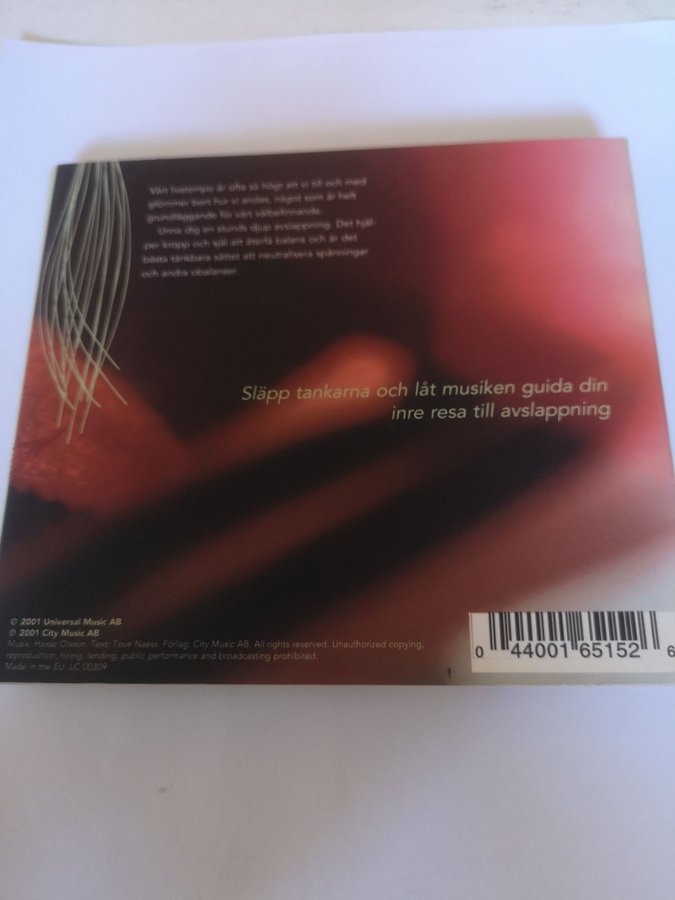 Vårt livstempo är ofta så högt att vi till och med
glömmer bort hur vi andas, något som är helt
grundläggande för vårt välbefinnande.
Unna dig en stunds djup avslappning. Det hjäl-
per kropp och själ att återfå balans och är det
bästa tänkbara sättet att neutralisera spänningar
och andra obalanser.
Släpp tankarna och låt musiken guida din
inre resa till avslappning
© 2001 Universal Music AB
℗ 2001 City Music AB
Musik: Hasse Olsson. Text: Tove Naess. Förlag: City Music AB. All rights reserved. Unauthorized copying,
reproduction, hiring, lending, public performance and broadcasting prohibited.
Made in the EU. LC 00309
0 44001 65152 6